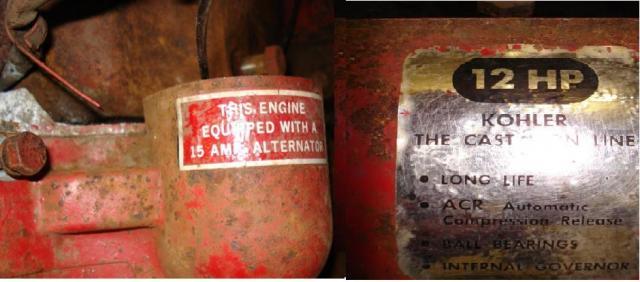 THIS ENGINE
EQUIPPED WITH A
15 AMP ALTERNATOR
12 HP
KOHLER
THE CAST IRON LINE
• LONG LIFE
• ACR Automatic
Compression Release
• BALL BEARINGS
• INTERNAL GOVERNOR